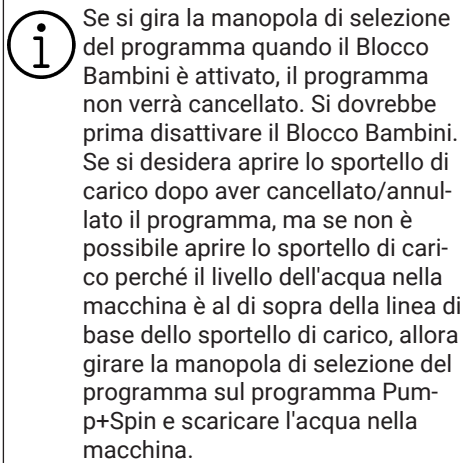 Se si gira la manopola di selezione
del programma quando il Blocco
Bambini è attivato, il programma
non verrà cancellato. Si dovrebbe
prima disattivare il Blocco Bambini.
Se si desidera aprire lo sportello di
carico dopo aver cancellato/annul-
lato il programma, ma se non è
possibile aprire lo sportello di cari-
co perché il livello dell'acqua nella
macchina è al di sopra della linea di
base dello sportello di carico, allora
girare la manopola di selezione del
programma sul programma Pum-
p+Spin e scaricare l'acqua nella
macchina.